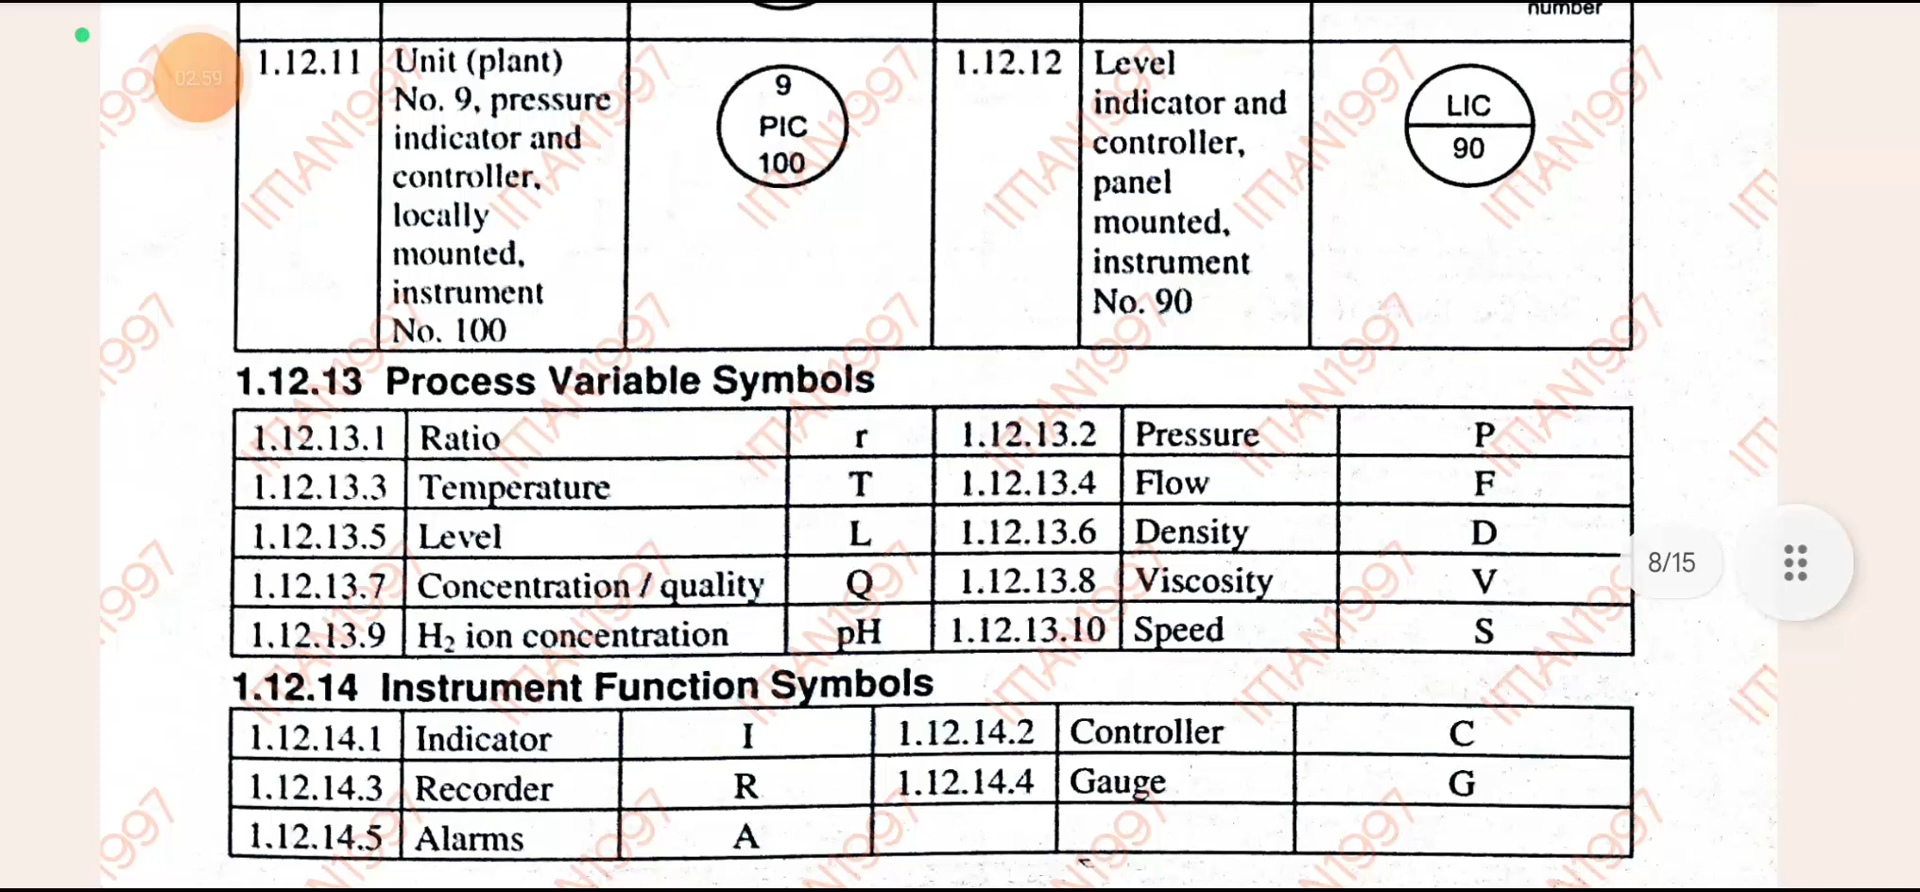 number
02:59
1.12.11 Unit (plant)
No. 9, pressure
indicator and
controller,
locally
mounted,
instrument
No. 100
9
PIC
100
1.12.12 Level
indicator and
controller,
panel
mounted,
instrument
No. 90
LIC
90
1.12.13 Process Variable Symbols
1.12.13.1 Ratio r 1.12.13.2 Pressure P
1.12.13.3 Temperature T 1.12.13.4 Flow F
1.12.13.5 Level L 1.12.13.6 Density D
1.12.13.7 Concentration / quality Q 1.12.13.8 Viscosity V
1.12.13.9 H₂ ion concentration pH 1.12.13.10 Speed S
8/15
1.12.14 Instrument Function Symbols
1.12.14.1 Indicator I 1.12.14.2 Controller C
1.12.14.3 Recorder R 1.12.14.4 Gauge G
1.12.14.5 Alarms A
IMAN1997